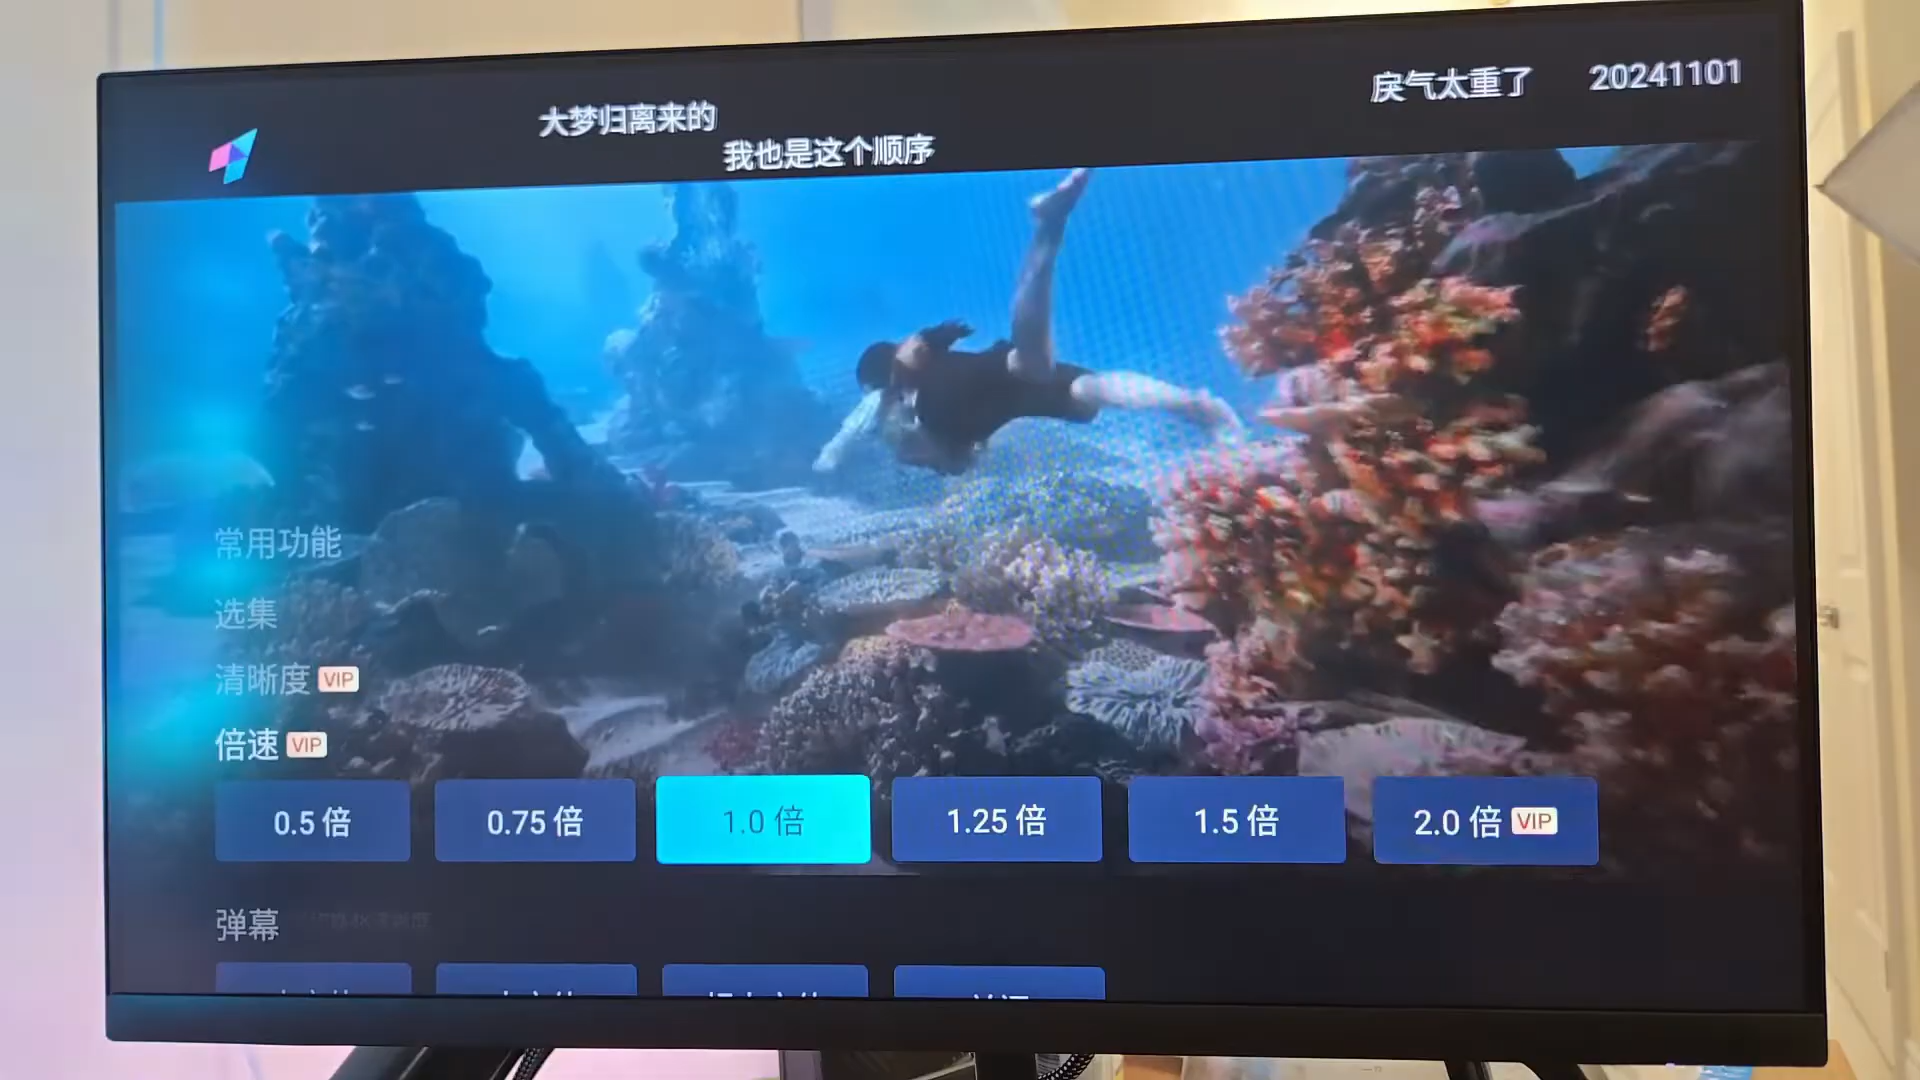 戾气太重了 20241101
大梦归离来的
我也是这个顺序
常用功能
选集
清晰度 VIP
倍速 VIP
0.5 倍 0.75 倍 1.0 倍 1.25 倍 1.5 倍 2.0 倍 VIP
弹幕